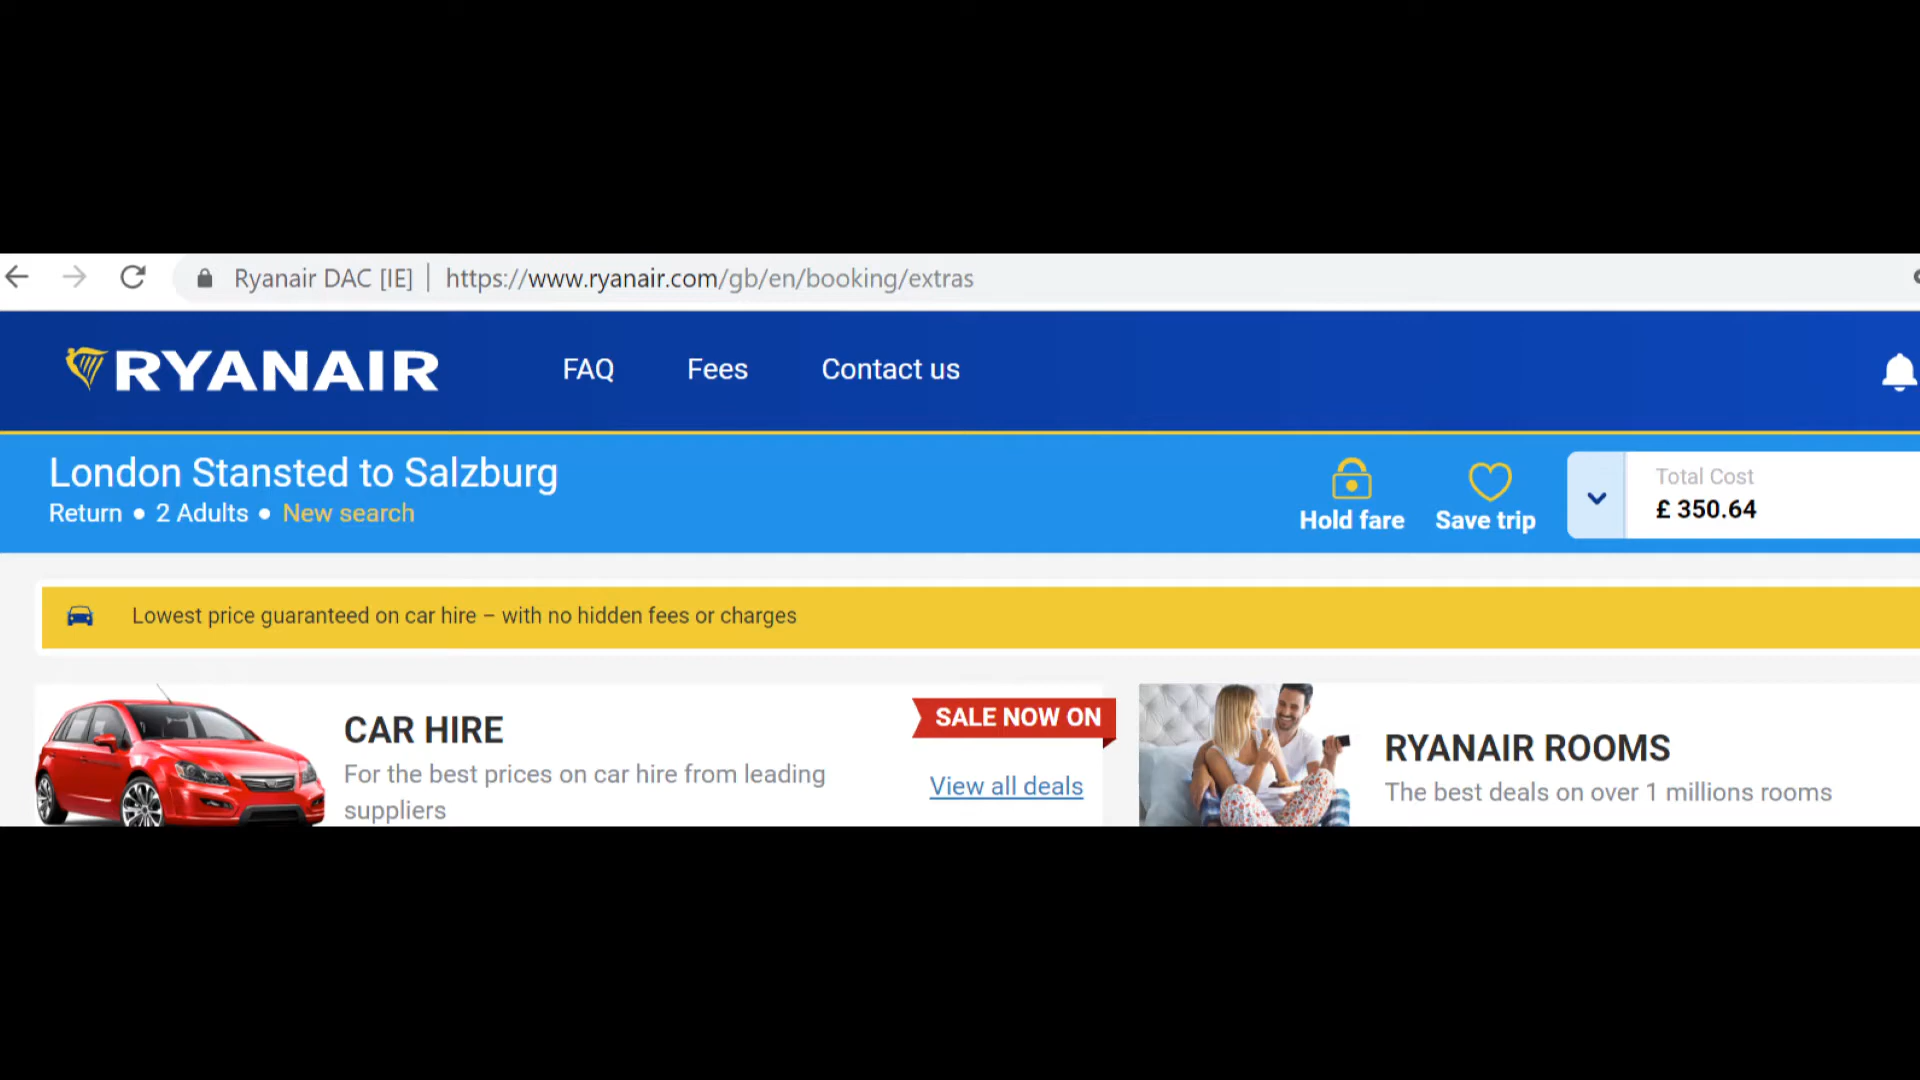 Ryanair DAC [IE] | https://www.ryanair.com/gb/en/booking/extras
RYANAIR FAQ Fees Contact us
London Stansted to Salzburg
Return • 2 Adults • New search
Hold fare Save trip
Total Cost
£ 350.64
Lowest price guaranteed on car hire – with no hidden fees or charges
CAR HIRE
For the best prices on car hire from leading
suppliers
SALE NOW ON
View all deals
RYANAIR ROOMS
The best deals on over 1 millions rooms